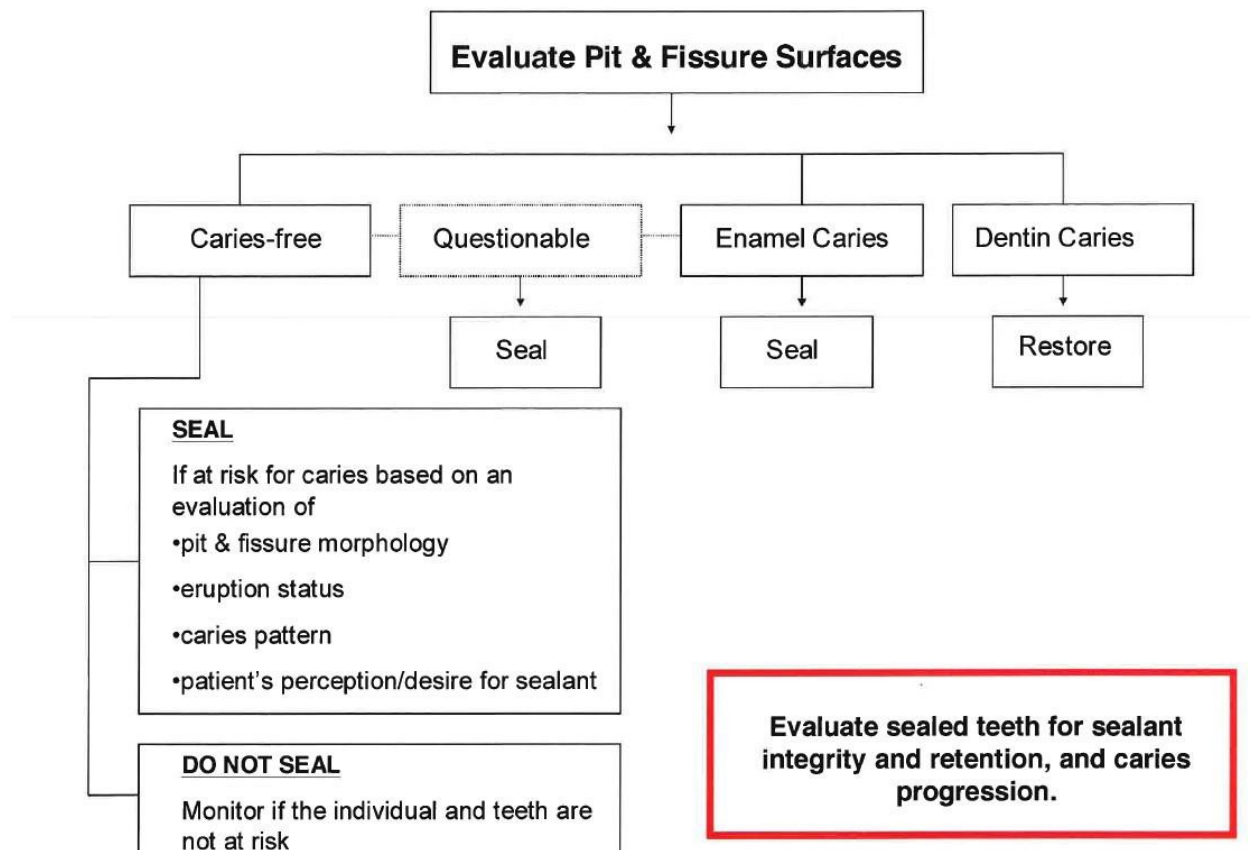 Evaluate Pit & Fissure Surfaces
Caries-free
Questionable
Enamel Caries
Dentin Caries
Seal
Seal
Restore
SEAL
If at risk for caries based on an
evaluation of
•pit & fissure morphology
•eruption status
•caries pattern
•patient's perception/desire for sealant
DO NOT SEAL
Monitor if the individual and teeth are
not at risk
Evaluate sealed teeth for sealant
integrity and retention, and caries
progression.